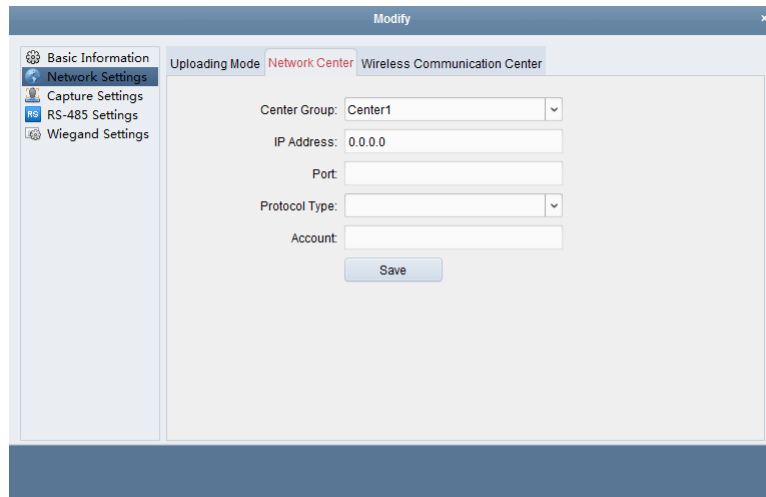 Modify
Basic Information
Network Settings
Capture Settings
RS RS-485 Settings
Wiegand Settings
Uploading Mode Network Center Wireless Communication Center
Center Group: Center1
IP Address: 0.0.0.0
Port:
Protocol Type:
Account:
Save